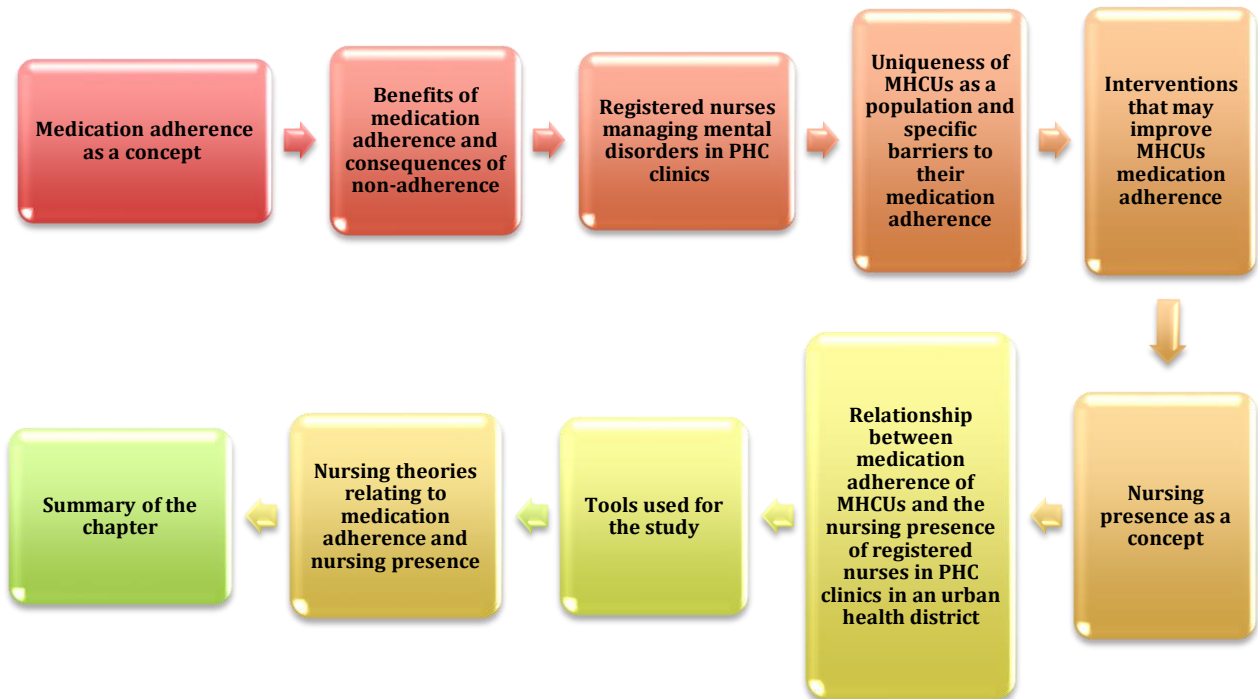 Medication adherence
as a concept
Benefits of
medication
adherence and
consequences of
non-adherence
Registered nurses
managing mental
disorders in PHC
clinics
Uniqueness of
MHCUs as a
population and
specific
barriers to
their
medication
adherence
Interventions
that may
improve
MHCUs
medication
adherence
Nursing
presence as a
concept
Relationship
between
medication
adherence of
MHCUs and the
nursing presence
of registered
nurses in PHC
clinics in an urban
health district
Tools used for
the study
Nursing theories
relating to
medication
adherence and
nursing presence
Summary of the
chapter